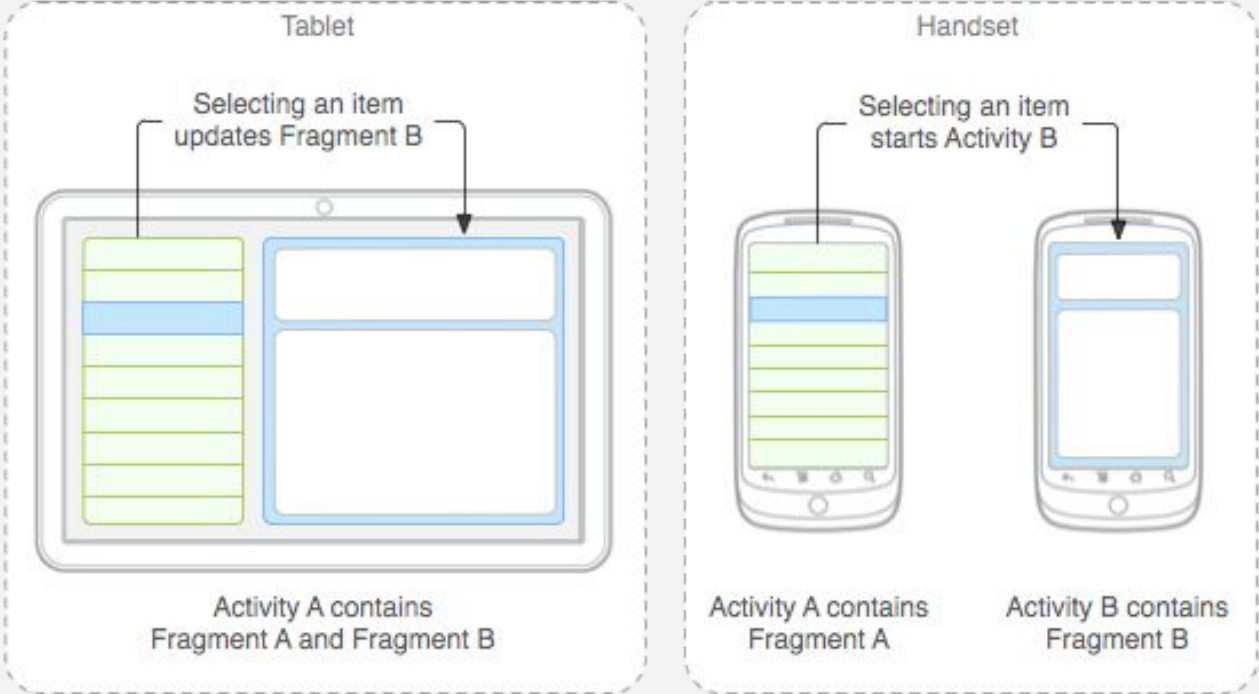 Tablet
Selecting an item
updates Fragment B
Activity A contains
Fragment A and Fragment B
Handset
Selecting an item
starts Activity B
Activity A contains
Fragment A
Activity B contains
Fragment B